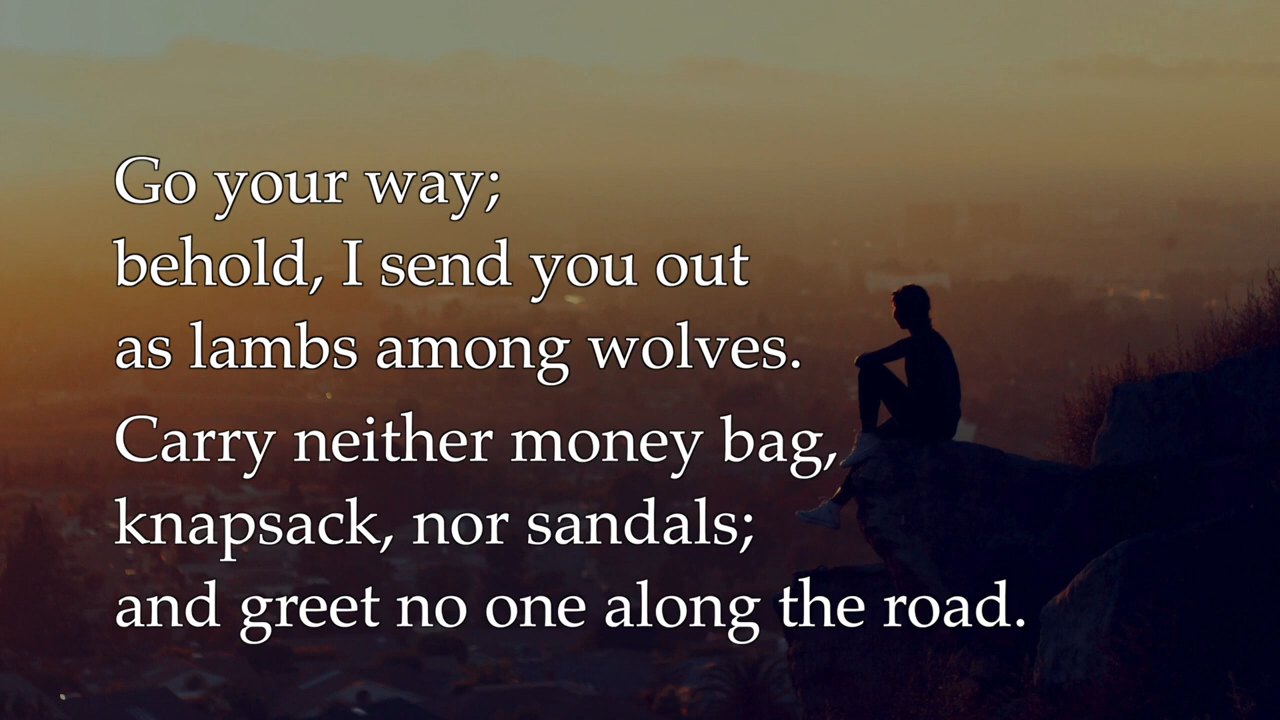 Go your way;
behold, I send you out
as lambs among wolves.
Carry neither money bag,
knapsack, nor sandals;
and greet no one along the road.